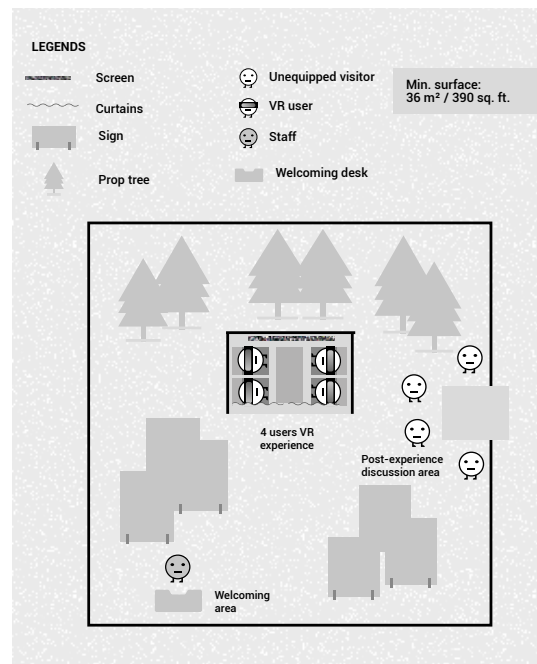 LEGENDS
Screen
Curtains
Sign
Prop tree
Unequipped visitor
VR user
Staff
Welcoming desk
Min. surface:
36 m² / 390 sq. ft.
4 users VR
experience
Post-experience
discussion area
Welcoming
area